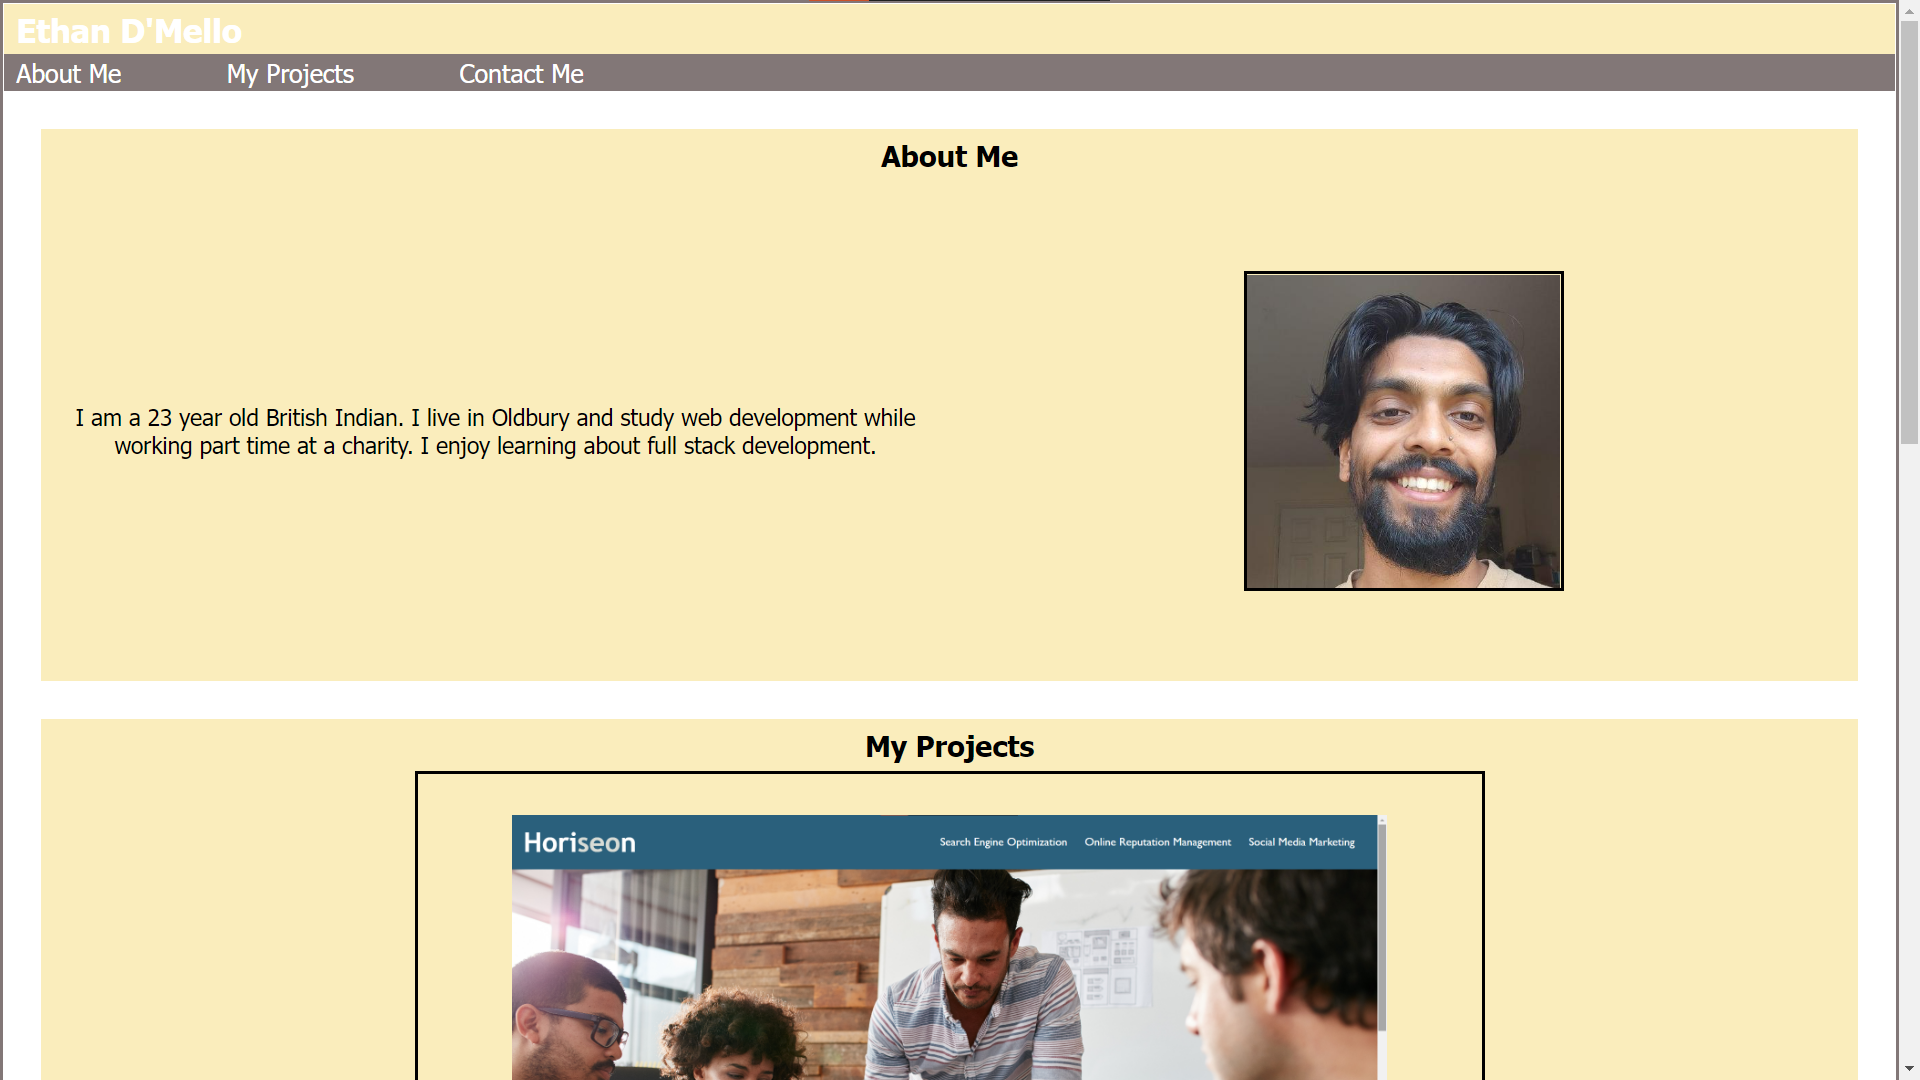 Ethan D'Mello
About Me My Projects Contact Me
About Me
I am a 23 year old British Indian. I live in Oldbury and study web development while
working part time at a charity. I enjoy learning about full stack development.
My Projects
Horiseon Search Engine Optimization Online Reputation Management Social Media Marketing